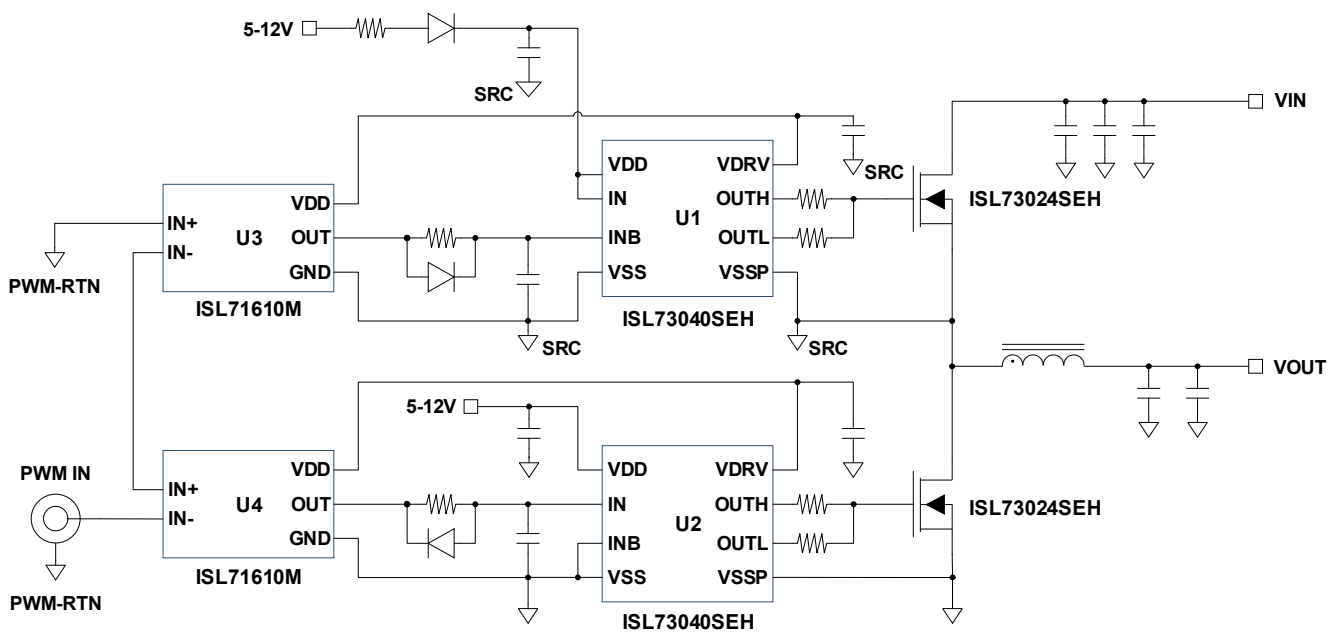 5-12V
SRC
VIN
VDD
VDRV
SRC
VDD
IN
U1
OUTH
ISL73024SEH
IN+
U3
OUT
INB
OUTL
IN-
GND
VSS
VSSP
PWM-RTN
ISL71610M
ISL73040SEH
SRC
SRC
VOUT
5-12V
PWM IN
VDD
VDD
VDRV
IN+
U4
OUT
IN
U2
OUTH
ISL73024SEH
IN-
GND
INB
OUTL
VSS
VSSP
PWM-RTN
ISL71610M
ISL73040SEH